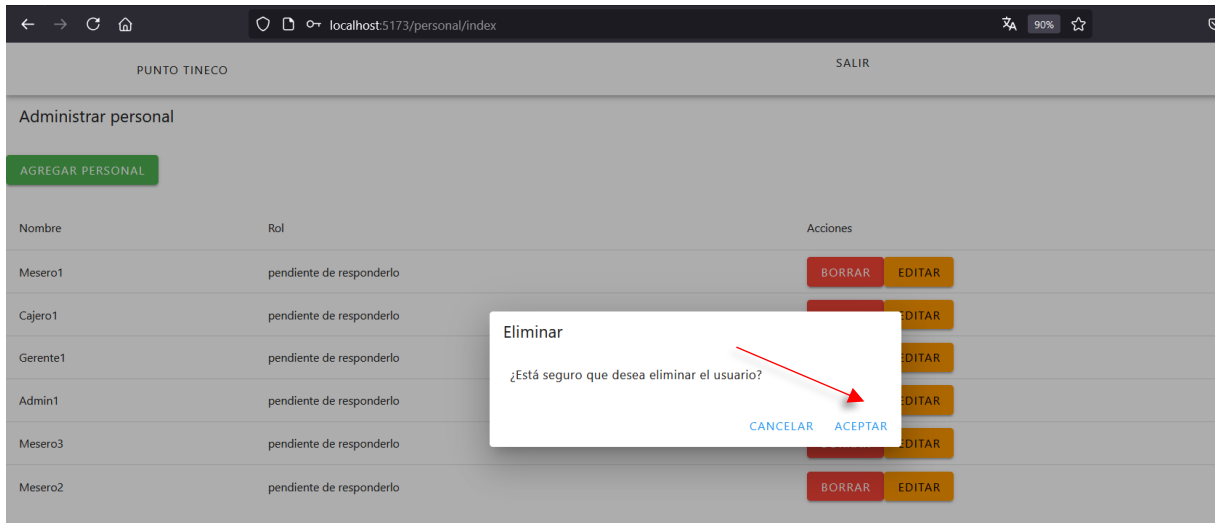 localhost:5173/personal/index
90%
PUNTO TINECO
SALIR
Administrar personal
AGREGAR PERSONAL
Nombre Rol Acciones
Mesero1 pendiente de responderlo BORRAR EDITAR
Cajero1 pendiente de responderlo EDITAR
Gerente1 pendiente de responderlo EDITAR
Admin1 pendiente de responderlo EDITAR
Mesero3 pendiente de responderlo EDITAR
Mesero2 pendiente de responderlo BORRAR EDITAR
Eliminar
¿Está seguro que desea eliminar el usuario?
CANCELAR ACEPTAR